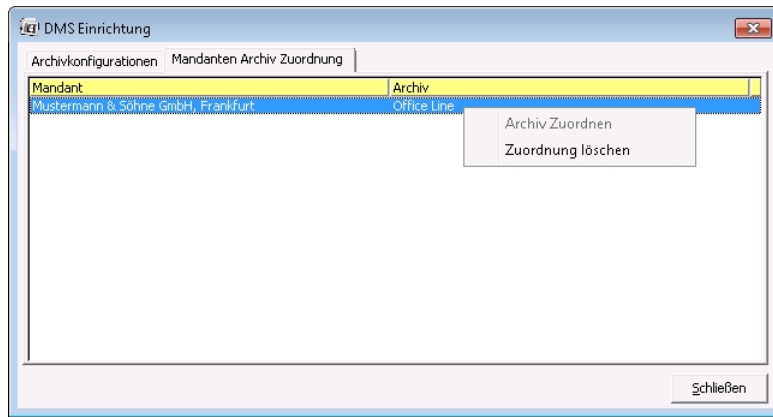 DMS Einrichtung
Archivkonfigurationen Mandanten Archiv Zuordnung
Mandant Archiv
Mustermann & Söhne GmbH, Frankfurt Office Line
Archiv Zuordnen
Zuordnung löschen
Schließen